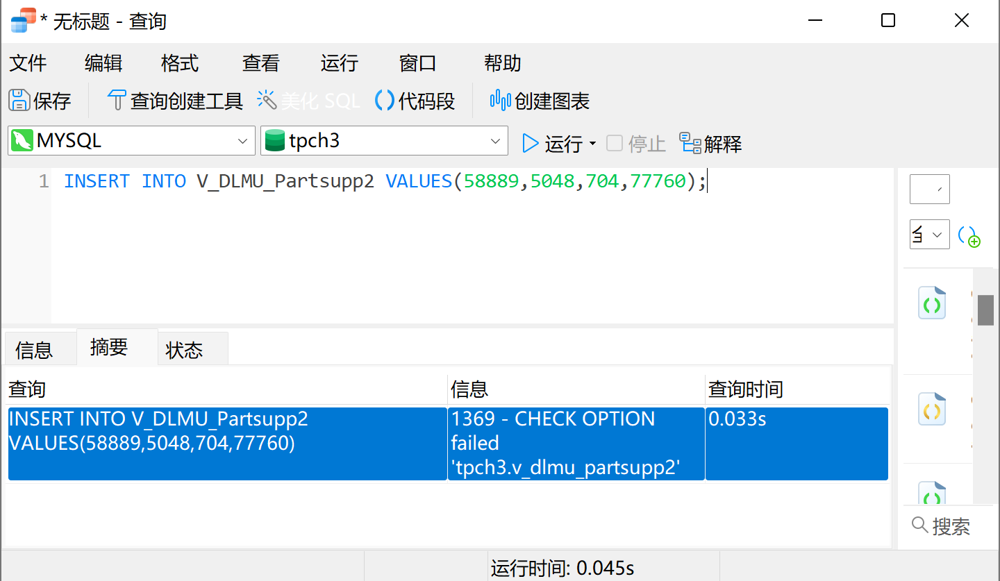 * 无标题 - 查询
文件 编辑 格式 查看 运行 窗口 帮助
保存 查询创建工具 美化 SQL 代码段 创建图表
MYSQL tpch3 运行 停止 解释
1 INSERT INTO V_DLMU_Partsupp2 VALUES(58889,5048,704,77760);
信息 摘要 状态
查询 信息 查询时间
INSERT INTO V_DLMU_Partsupp2
VALUES(58889,5048,704,77760)
1369 - CHECK OPTION
failed
'tpch3.v_dlmu_partsupp2'
0.033s
搜索
运行时间: 0.045s